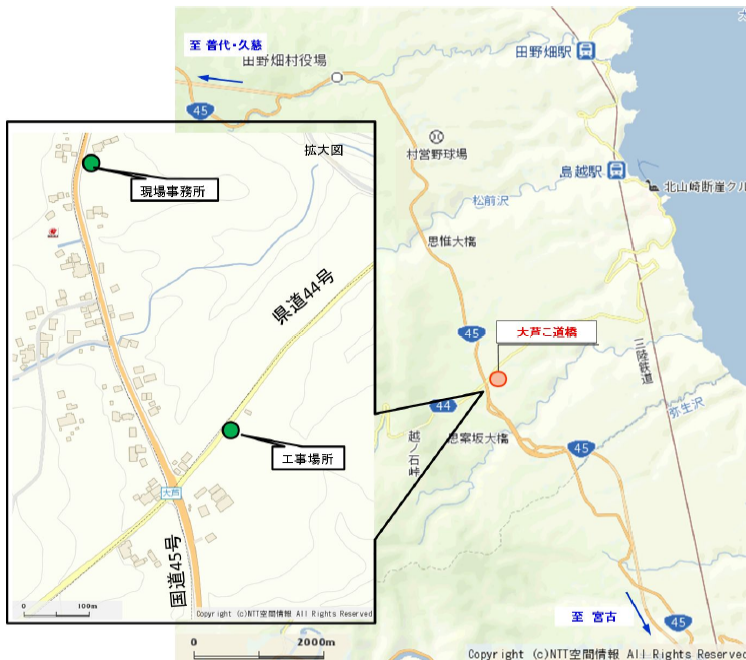 至 普代・久慈
田野畑村役場
田野畑駅
45
拡大図
村営野球場
島越駅
現場事務所
北山崎断崖クル
松前沢
思惟大橋
県道44号
45
大芦こ道橋
三陸鉄道
44
弥生沢
思案坂大橋
越ノ石峠
45
工事場所
大芦
国道45号
至 宮古
45
0 100m
Copyright (c)NTT空間情報 All Rights Reserved
0 2000m
Copyright (c)NTT空間情報 All Rights Reserved